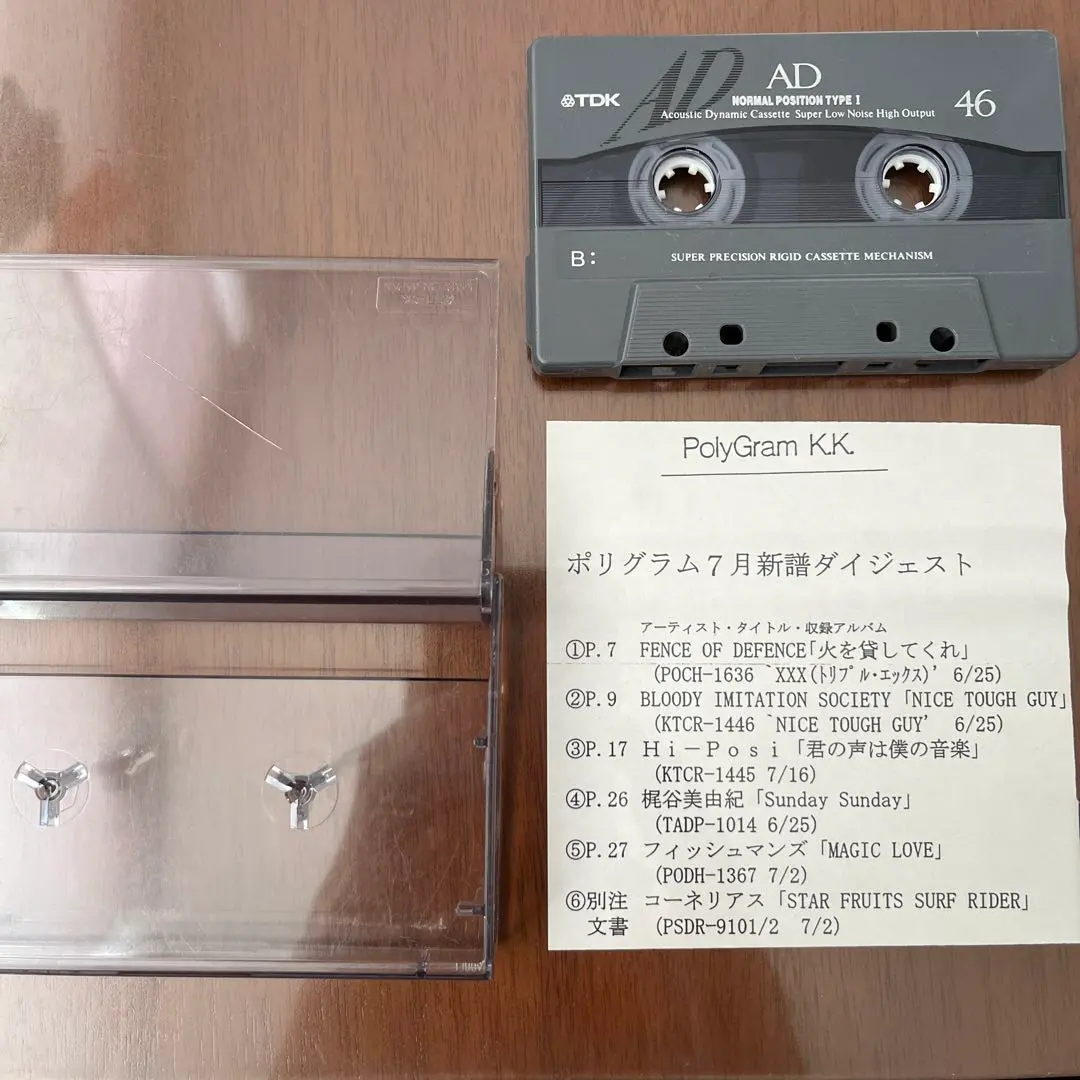 AD
AD
TDK
NORMAL POSITION TYPE I
Acoustic Dynamic Cassette Super Low Noise High Output
46
B:
SUPER PRECISION RIGID CASSETTE MECHANISM
PolyGram K.K.
ポリグラム７月新譜ダイジェスト
アーティスト・タイトル・収録アルバム
①P.7 FENCE OF DEFENCE「火を貸してくれ」
(POCH-1636 `XXX(ﾄﾘﾌﾟﾙ･ｴｯｸｽ)' 6/25)
②P.9 BLOODY IMITATION SOCIETY「NICE TOUGH GUY」
(KTCR-1446 `NICE TOUGH GUY' 6/25)
③P.17 Ｈｉ－Ｐｏｓｉ「君の声は僕の音楽」
(KTCR-1445 7/16)
④P.26 梶谷美由紀「Sunday Sunday」
(TADP-1014 6/25)
⑤P.27 フィッシュマンズ「MAGIC LOVE」
(PODH-1367 7/2)
⑥別注 コーネリアス「STAR FRUITS SURF RIDER」
文書 (PSDR-9101/2 7/2)